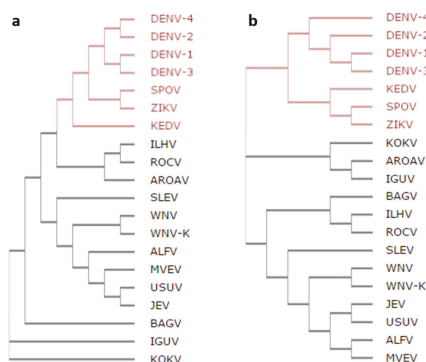 a
DENV-4
DENV-2
DENV-1
DENV-3
SPOV
ZIKV
KEDV
ILHV
ROCV
AROAV
SLEV
WNV
WNV-K
ALFV
MVEV
USUV
JEV
BAGV
IGUV
KOKV
b
DENV-4
DENV-2
DENV-1
DENV-3
KEDV
SPOV
ZIKV
KOKV
AROAV
IGUV
BAGV
ILHV
ROCV
SLEV
WNV
WNV-K
JEV
USUV
ALFV
MVEV